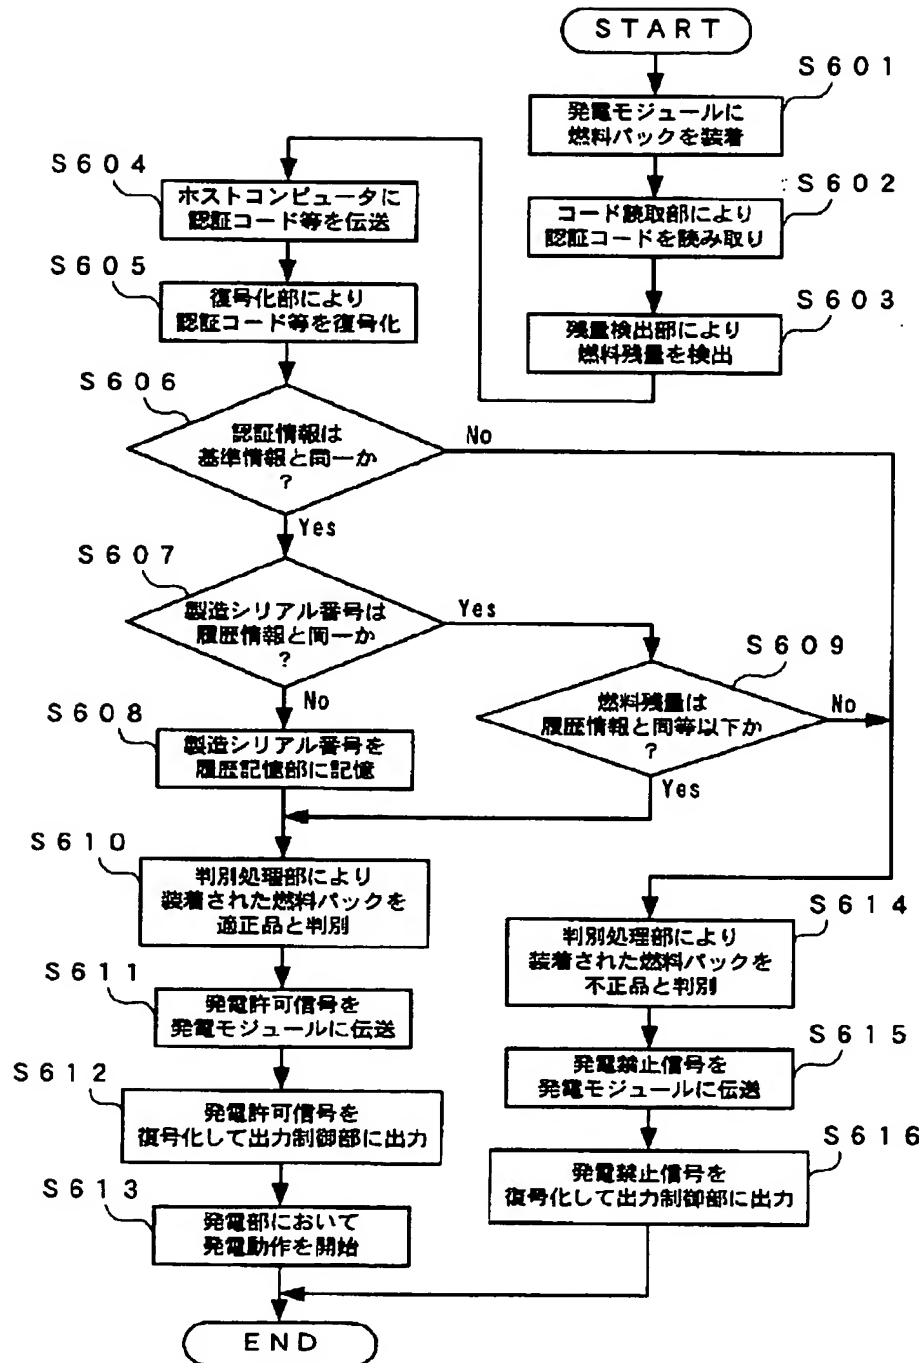 START
S601
発電モジュールに
燃料パックを装着
S602
コード読取部により
認証コードを読み取り
S603
残量検出部により
燃料残量を検出
S604
ホストコンピュータに
認証コード等を伝送
S605
復号化部により
認証コード等を復号化
S606
認証情報は
基準情報と同一か
?
No
Yes
S607
製造シリアル番号は
履歴情報と同一か
?
Yes
No
S608
製造シリアル番号を
履歴記憶部に記憶
S609
燃料残量は
履歴情報と同等以下か
?
No
Yes
S610
判別処理部により
装着された燃料パックを
適正品と判別
S611
発電許可信号を
発電モジュールに伝送
S612
発電許可信号を
復号化して出力制御部に出力
S613
発電部において
発電動作を開始
S614
判別処理部により
装着された燃料パックを
不正品と判別
S615
発電禁止信号を
発電モジュールに伝送
S616
発電禁止信号を
復号化して出力制御部に出力
END